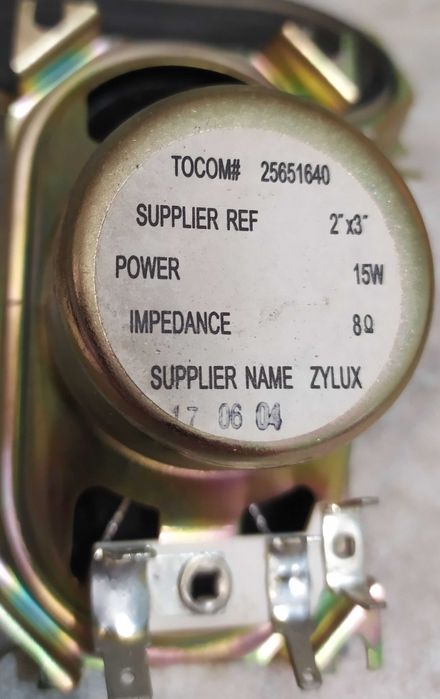 TOCOM# 25651640
SUPPLIER REF 2"x3"
POWER 15W
IMPEDANCE 8Ω
SUPPLIER NAME ZYLUX
17 06 04